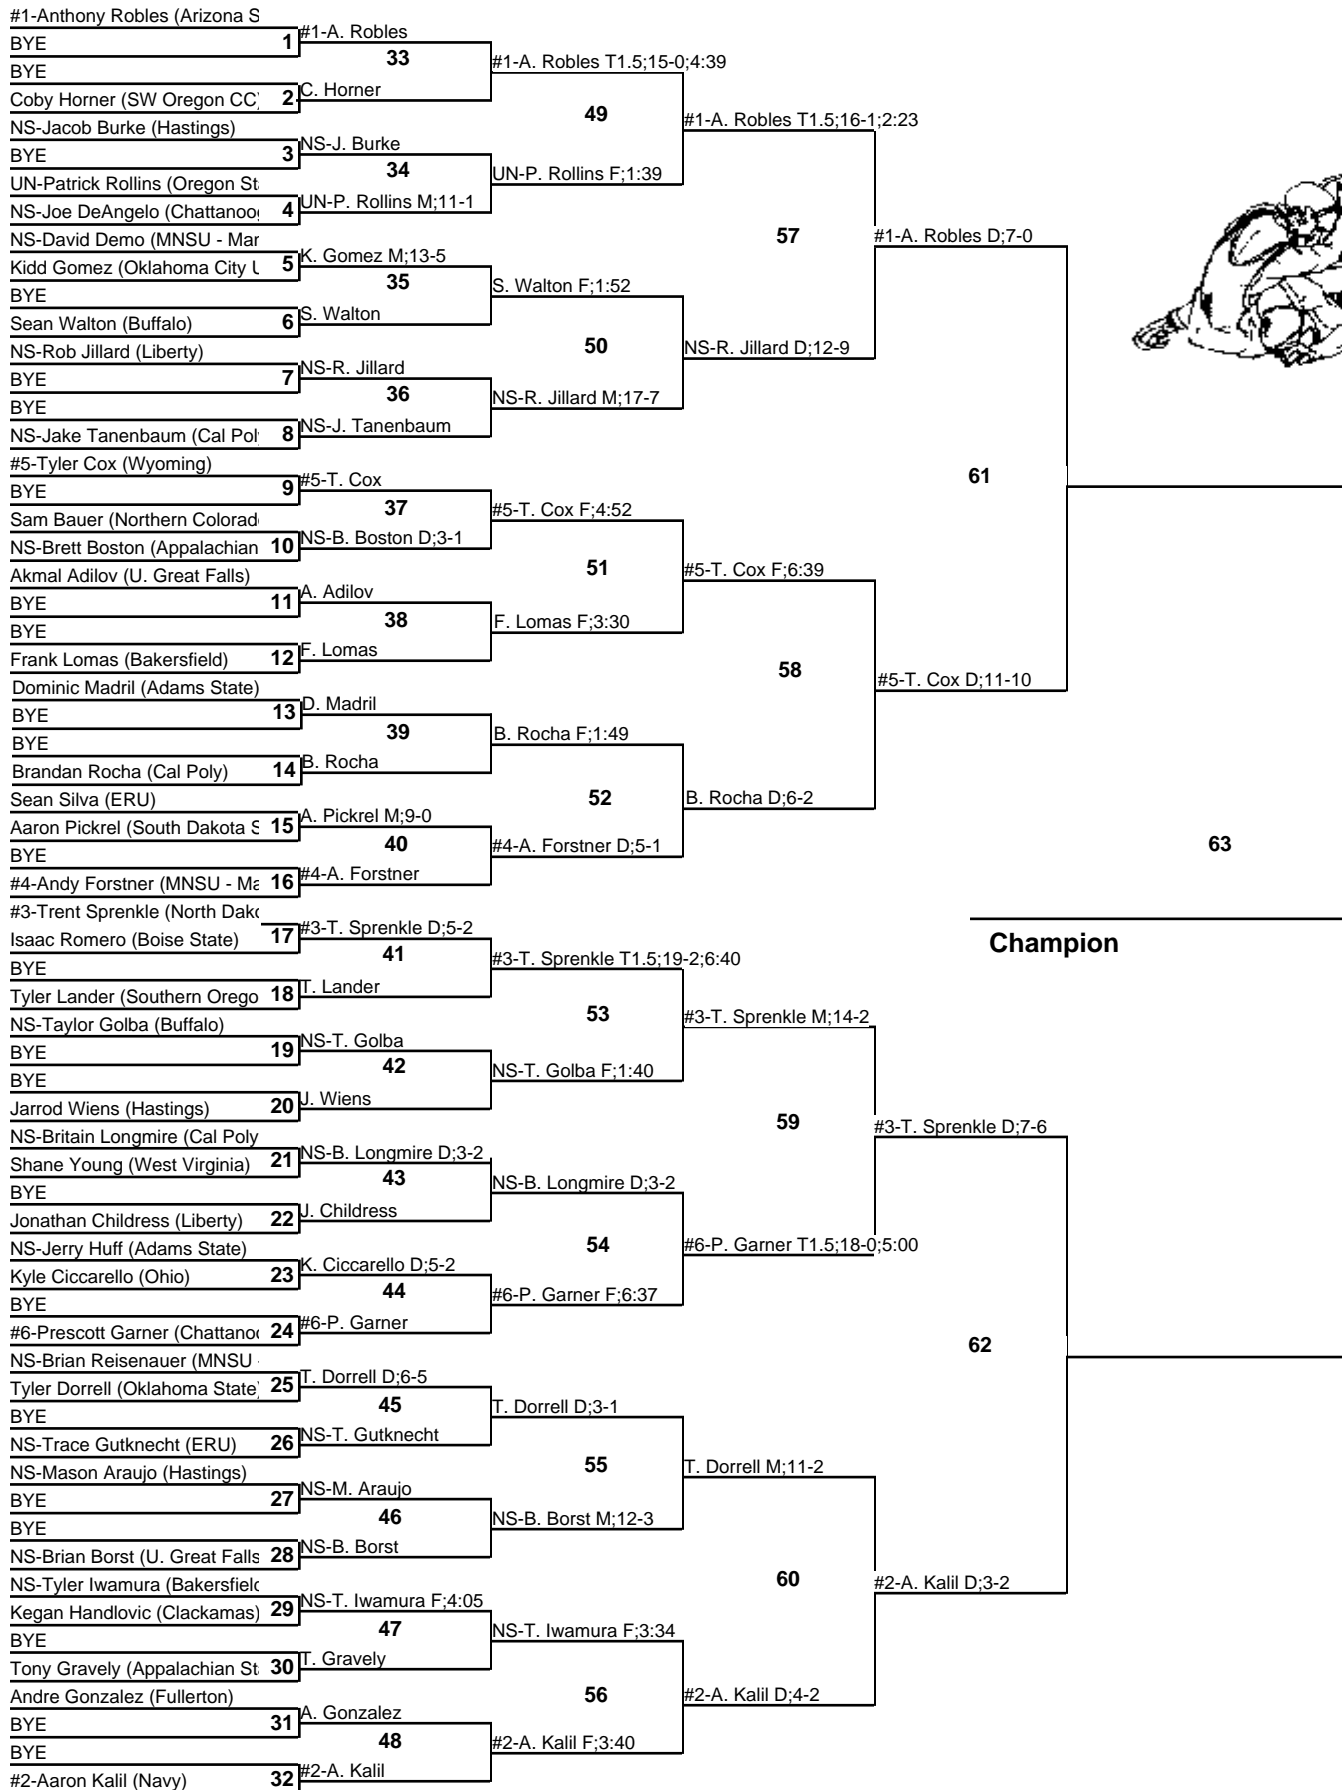 #1-Anthony Robles (Arizona S
BYE
BYE
Coby Horner (SW Oregon CC)
NS-Jacob Burke (Hastings)
BYE
UN-Patrick Rollins (Oregon Sta
NS-Joe DeAngelo (Chattanoog
NS-David Demo (MNSU - Man
Kidd Gomez (Oklahoma City U
BYE
Sean Walton (Buffalo)
NS-Rob Jillard (Liberty)
BYE
BYE
NS-Jake Tanenbaum (Cal Poly
#5-Tyler Cox (Wyoming)
BYE
Sam Bauer (Northern Colorado
NS-Brett Boston (Appalachian
Akmal Adilov (U. Great Falls)
BYE
BYE
Frank Lomas (Bakersfield)
Dominic Madril (Adams State)
BYE
BYE
Brandan Rocha (Cal Poly)
Sean Silva (ERU)
Aaron Pickrel (South Dakota S
BYE
#4-Andy Forstner (MNSU - Ma
#3-Trent Sprenkle (North Dako
Isaac Romero (Boise State)
BYE
Tyler Lander (Southern Orego
NS-Taylor Golba (Buffalo)
BYE
BYE
Jarrod Wiens (Hastings)
NS-Britain Longmire (Cal Poly
Shane Young (West Virginia)
BYE
Jonathan Childress (Liberty)
NS-Jerry Huff (Adams State)
Kyle Ciccarello (Ohio)
BYE
#6-Prescott Garner (Chattanoo
NS-Brian Reisenauer (MNSU -
Tyler Dorrell (Oklahoma State)
BYE
NS-Trace Gutknecht (ERU)
NS-Mason Araujo (Hastings)
BYE
BYE
NS-Brian Borst (U. Great Falls
NS-Tyler Iwamura (Bakersfield
Kegan Handlovic (Clackamas)
BYE
Tony Gravely (Appalachian Sta
Andre Gonzalez (Fullerton)
BYE
BYE
#2-Aaron Kalil (Navy)
1
2
3
4
5
6
7
8
9
10
11
12
13
14
15
16
17
18
19
20
21
22
23
24
25
26
27
28
29
30
31
32
#1-A. Robles
33
C. Horner
NS-J. Burke
34
UN-P. Rollins M;11-1
K. Gomez M;13-5
35
S. Walton
NS-R. Jillard
36
NS-J. Tanenbaum
#5-T. Cox
37
NS-B. Boston D;3-1
A. Adilov
38
F. Lomas
D. Madril
39
B. Rocha
A. Pickrel M;9-0
40
#4-A. Forstner
#3-T. Sprenkle D;5-2
41
T. Lander
NS-T. Golba
42
J. Wiens
NS-B. Longmire D;3-2
43
J. Childress
K. Ciccarello D;5-2
44
#6-P. Garner
T. Dorrell D;6-5
45
NS-T. Gutknecht
NS-M. Araujo
46
NS-B. Borst
NS-T. Iwamura F;4:05
47
T. Gravely
A. Gonzalez
48
#2-A. Kalil
#1-A. Robles T1.5;15-0;4:39
49
UN-P. Rollins F;1:39
S. Walton F;1:52
50
NS-R. Jillard M;17-7
#5-T. Cox F;4:52
51
F. Lomas F;3:30
B. Rocha F;1:49
52
#4-A. Forstner D;5-1
#3-T. Sprenkle T1.5;19-2;6:40
53
NS-T. Golba F;1:40
NS-B. Longmire D;3-2
54
#6-P. Garner F;6:37
T. Dorrell D;3-1
55
NS-B. Borst M;12-3
NS-T. Iwamura F;3:34
56
#2-A. Kalil F;3:40
#1-A. Robles T1.5;16-1;2:23
57
NS-R. Jillard D;12-9
#5-T. Cox F;6:39
58
B. Rocha D;6-2
#3-T. Sprenkle M;14-2
59
#6-P. Garner T1.5;18-0;5:00
T. Dorrell M;11-2
60
#2-A. Kalil D;4-2
#1-A. Robles D;7-0
61
#5-T. Cox D;11-10
#3-T. Sprenkle D;7-6
62
#2-A. Kalil D;3-2
63
Champion